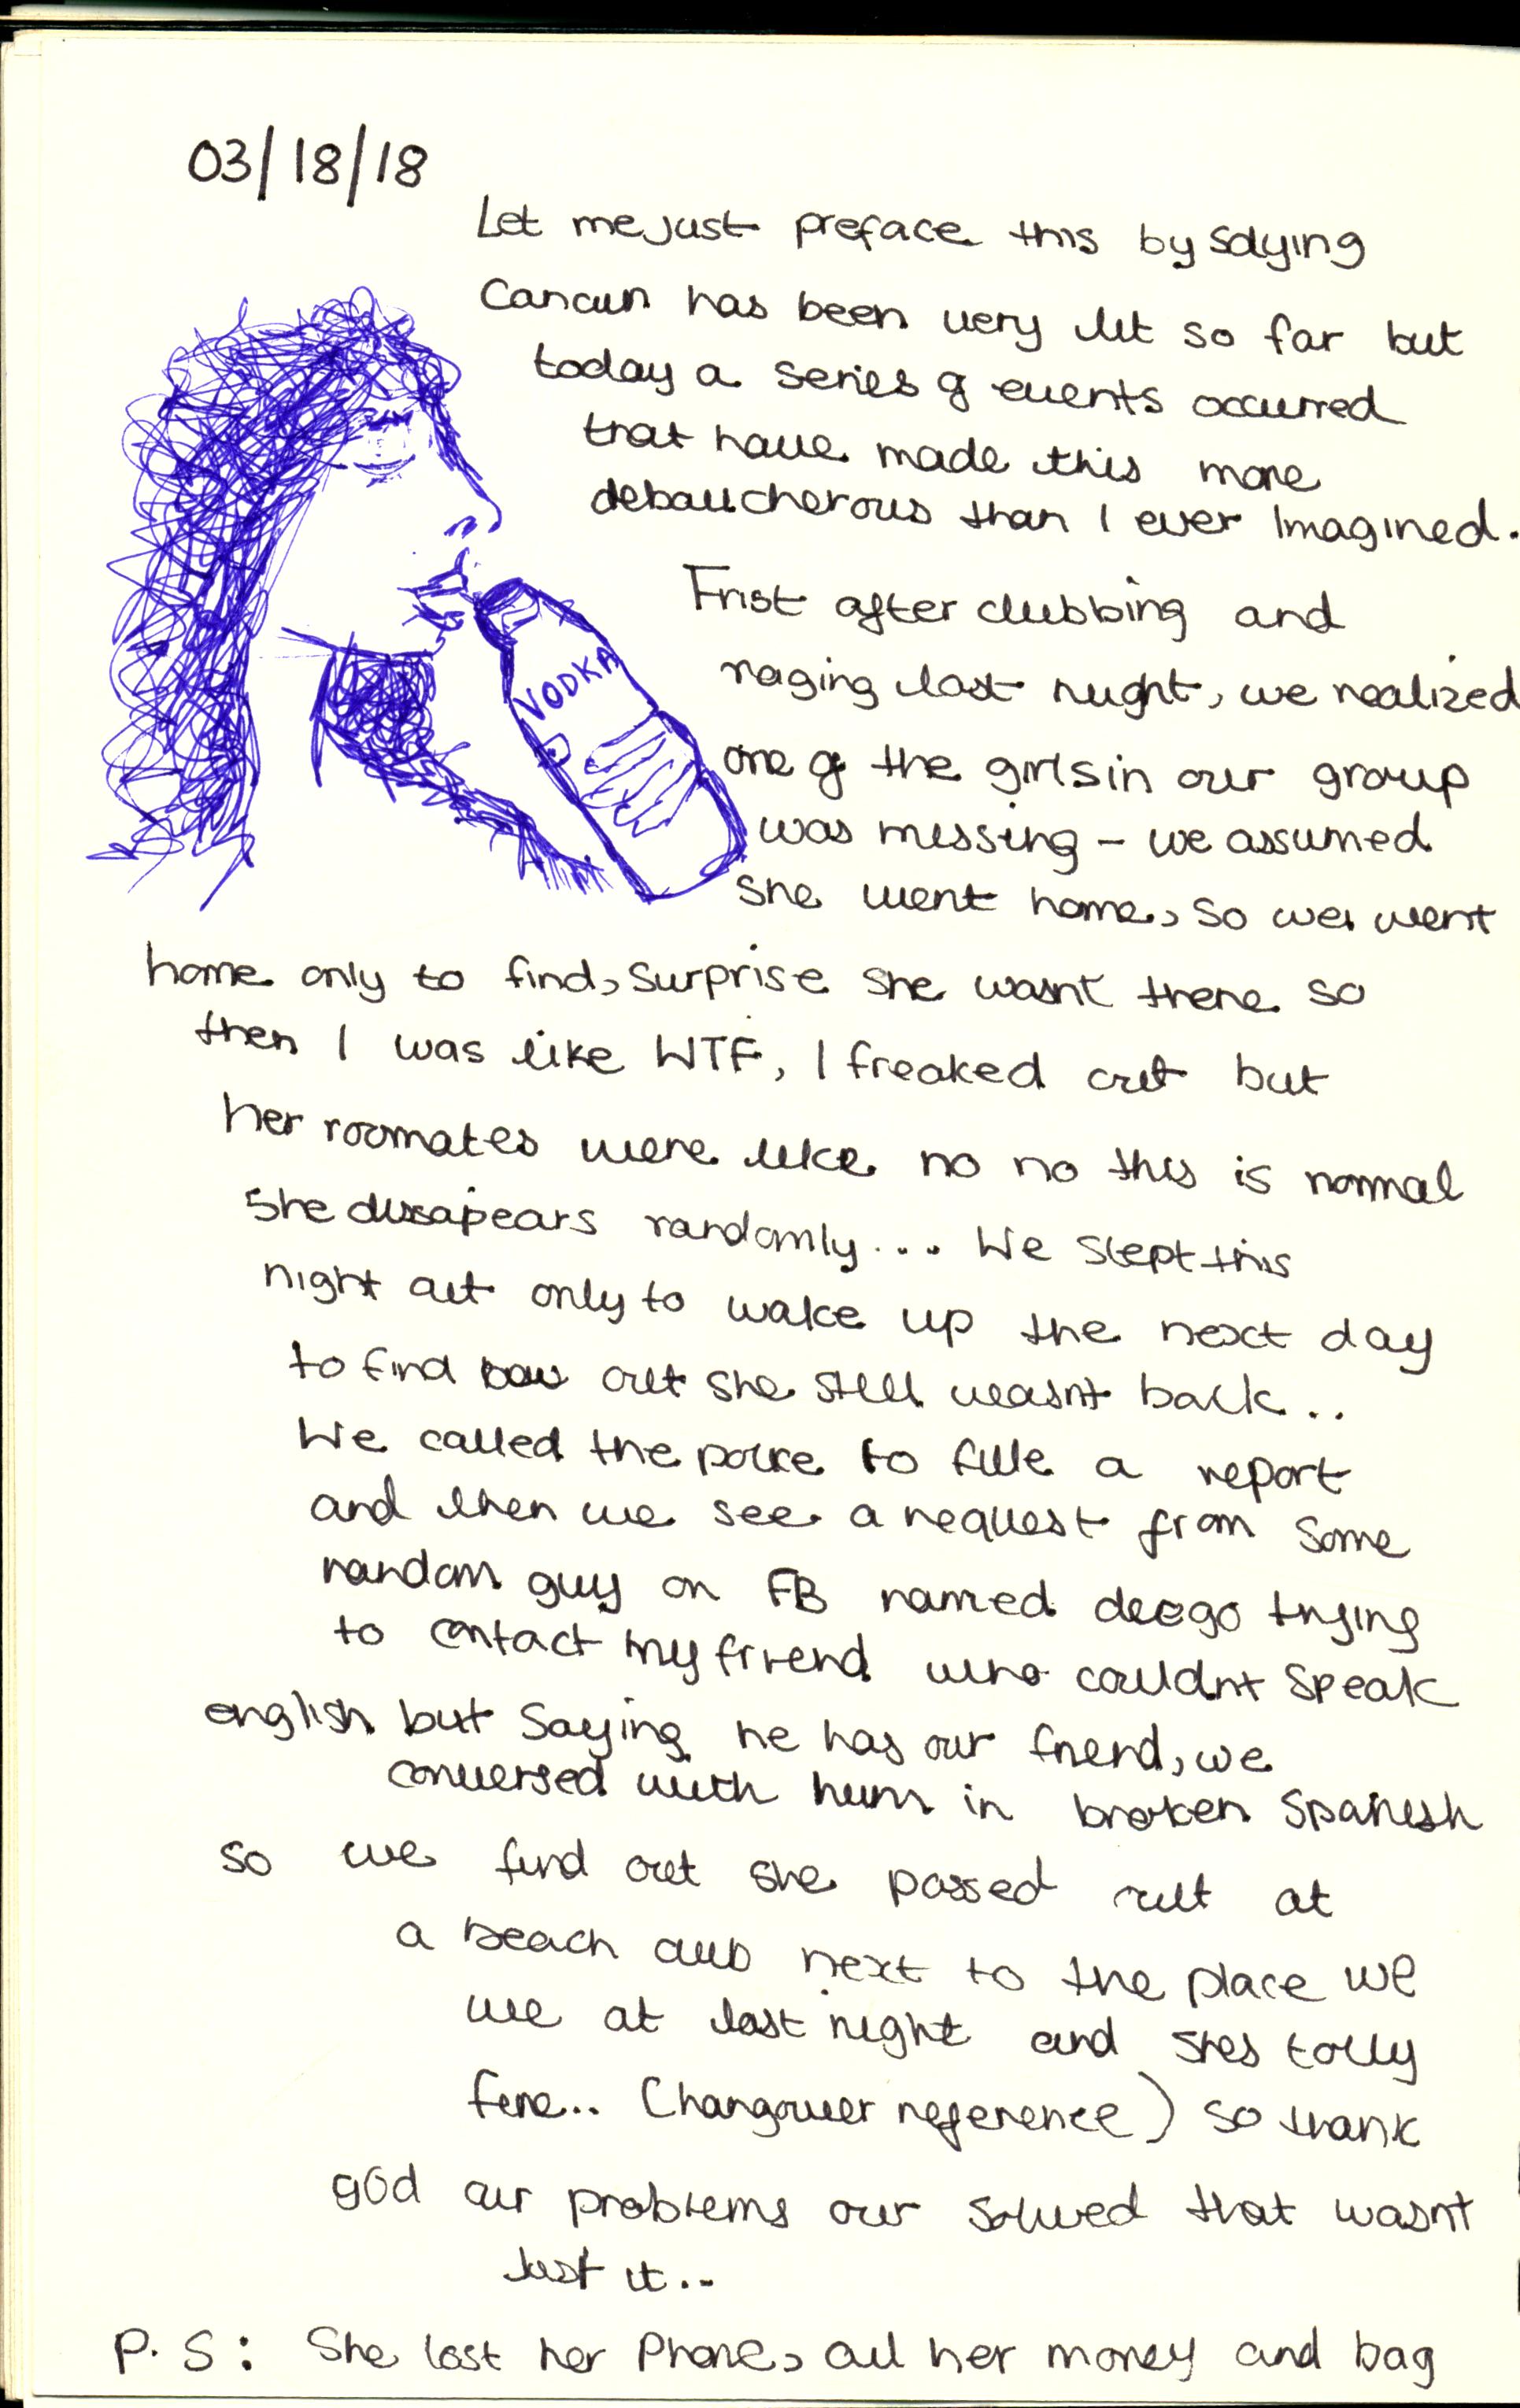 03/18/18
Let me just preface this by saying
Cancun has been very lit so far but
today a series of events occurred
that have made this more
debaucherous than I ever Imagined.
Frist after clubbing and
raging last night, we realized
one of the girls in our group
VODKA
was missing - we assumed
she went home, so we went
home only to find, surprise she wasnt there so
then I was like WTF, I freaked out but
her roomates were like no no this is normal
She dissapears randomly... We slept this
night out only to wake up the next day
to find out she still wasnt back..
We called the police to file a report
and then we see a request from some
random guy on FB named diego trying
to contact my friend who couldnt speak
english but saying he has our friend, we
conversed with him in broken Spanish
so we find out she passed out at
a beach club next to the place we
we at last night and shes tolly
fine.. (hangover reference) so thank
god our problems our solved that wasnt
Just it..
P.S: She lost her Phone, all her money and bag